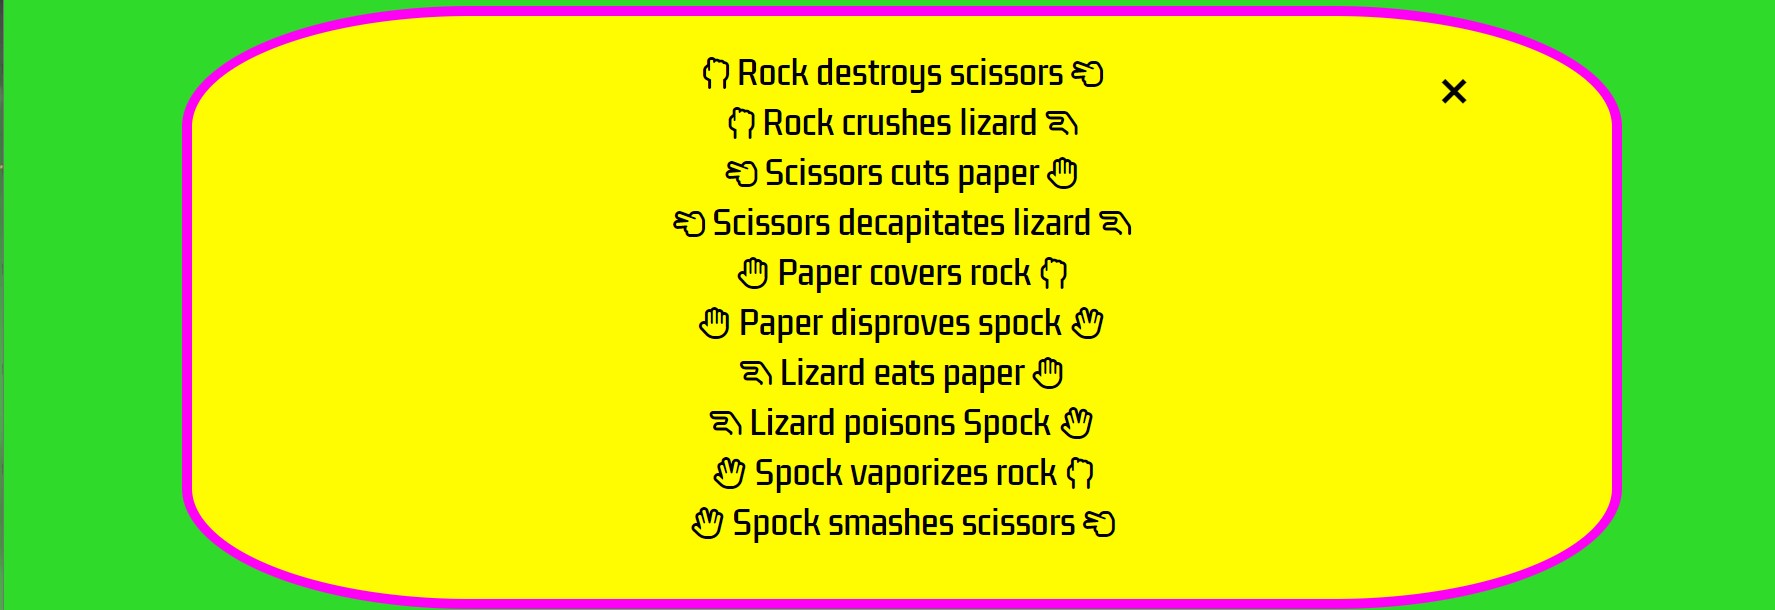 Rock destroys scissors
Rock crushes lizard
Scissors cuts paper
Scissors decapitates lizard
Paper covers rock
Paper disproves spock
Lizard eats paper
Lizard poisons Spock
Spock vaporizes rock
Spock smashes scissors